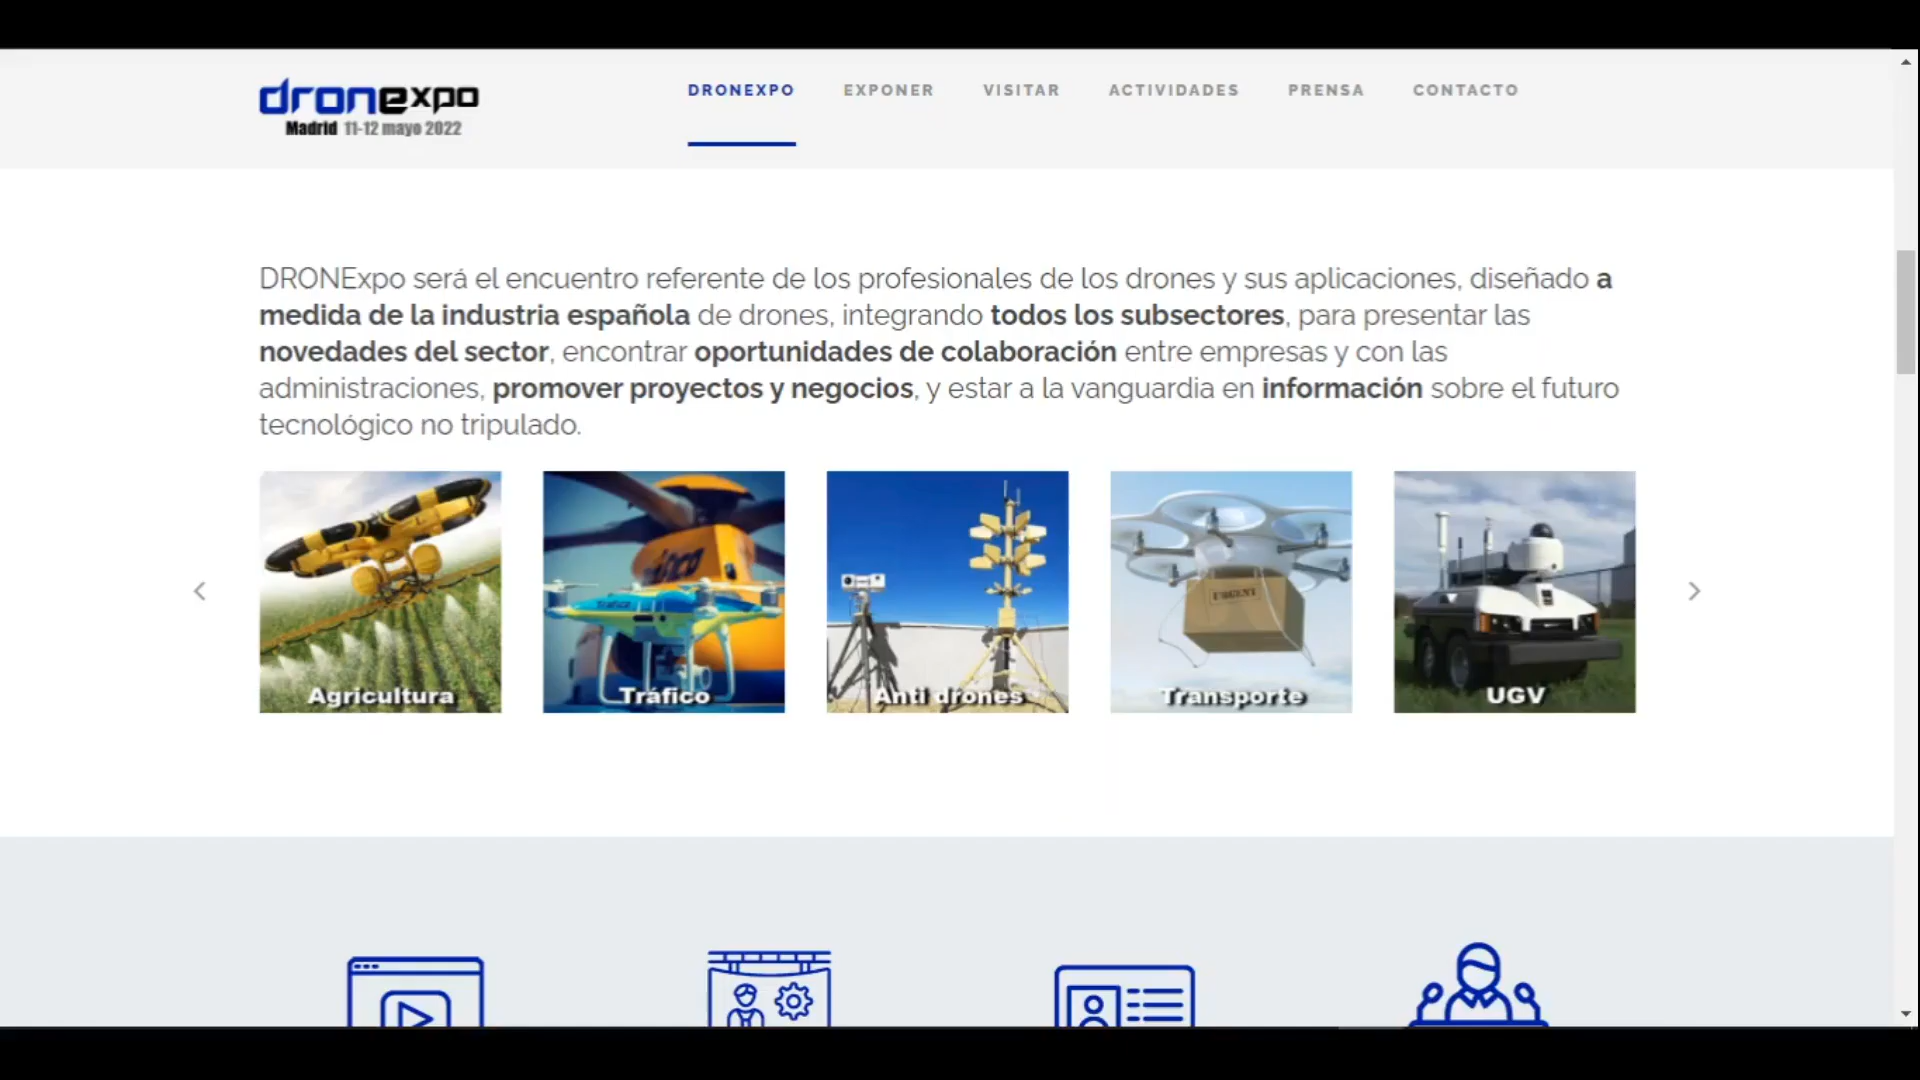 dronexpo
Madrid 11-12 mayo 2022
DRONEXPO
EXPONER
VISITAR
ACTIVIDADES
PRENSA
CONTACTO
DRONExpo será el encuentro referente de los profesionales de los drones y sus aplicaciones, diseñado a
medida de la industria española de drones, integrando todos los subsectores, para presentar las
novedades del sector, encontrar oportunidades de colaboración entre empresas y con las
administraciones, promover proyectos y negocios, y estar a la vanguardia en información sobre el futuro
tecnológico no tripulado.
Agricultura
Tráfico
Anti drones
URGENT
Transporte
UGV